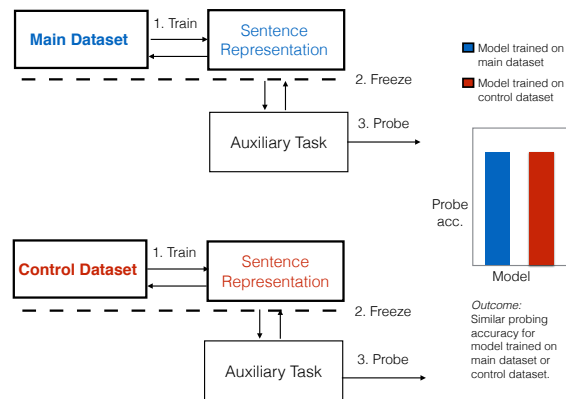 Main Dataset
1. Train
Sentence
Representation
2. Freeze
3. Probe
Auxiliary Task
Model trained on
main dataset
Model trained on
control dataset
Probe
acc.
Model
Control Dataset
1. Train
Sentence
Representation
2. Freeze
3. Probe
Auxiliary Task
Outcome:
Similar probing
accuracy for
model trained on
main dataset or
control dataset.